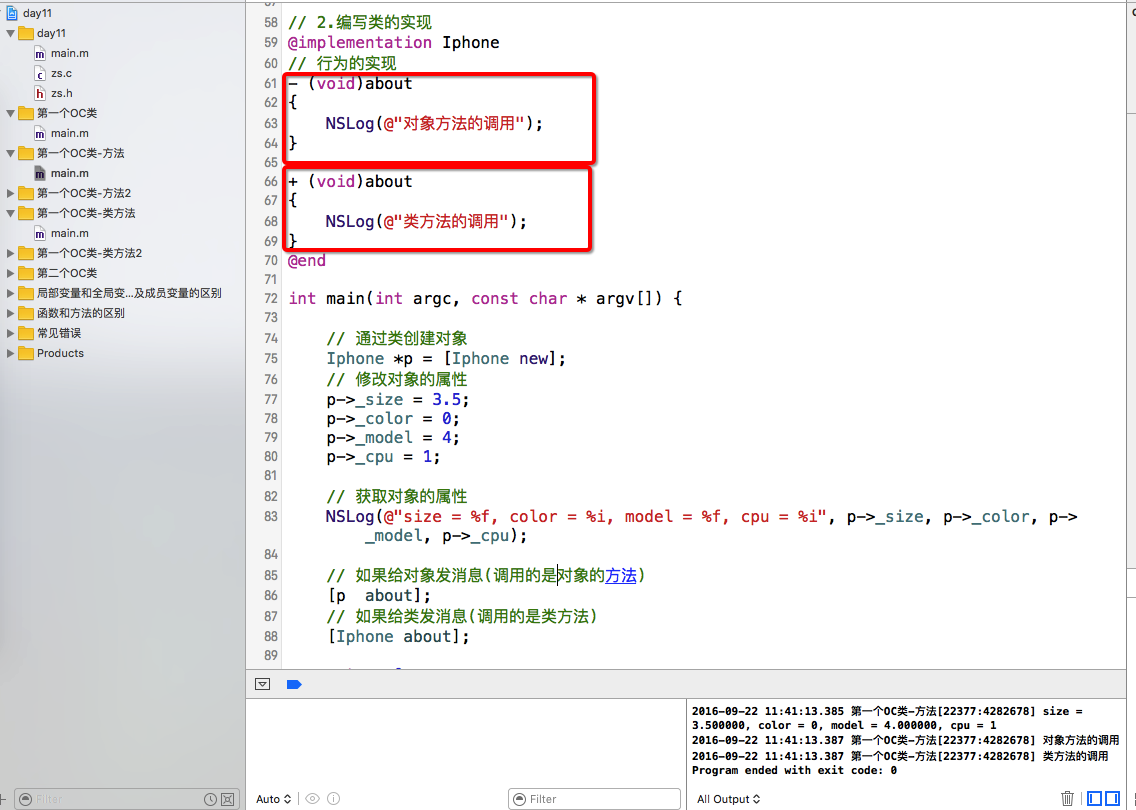 day11
day11
main.m
zs.c
zs.h
第一个OC类
main.m
第一个OC类-方法
main.m
第一个OC类-方法2
第一个OC类-类方法
main.m
第一个OC类-类方法2
第二个OC类
局部变量和全局变...及成员变量的区别
函数和方法的区别
常见错误
Products
Filter
58 // 2.编写类的实现
59 @implementation Iphone
60 // 行为的实现
61 - (void)about
62 {
63 NSLog(@"对象方法的调用");
64 }
65
66 + (void)about
67 {
68 NSLog(@"类方法的调用");
69 }
70 @end
71
72 int main(int argc, const char * argv[]) {
73
74 // 通过类创建对象
75 Iphone *p = [Iphone new];
76 // 修改对象的属性
77 p->_size = 3.5;
78 p->_color = 0;
79 p->_model = 4;
80 p->_cpu = 1;
81
82 // 获取对象的属性
83 NSLog(@"size = %f, color = %i, model = %f, cpu = %i", p->_size, p->_color, p->
_model, p->_cpu);
84
85 // 如果给对象发消息(调用的是对象的方法)
86 [p  about];
87 // 如果给类发消息(调用的是类方法)
88 [Iphone about];
89
Auto
Filter
2016-09-22 11:41:13.385 第一个OC类-方法[22377:4282678] size =
3.500000, color = 0, model = 4.000000, cpu = 1
2016-09-22 11:41:13.387 第一个OC类-方法[22377:4282678] 对象方法的调用
2016-09-22 11:41:13.387 第一个OC类-方法[22377:4282678] 类方法的调用
Program ended with exit code: 0
All Output